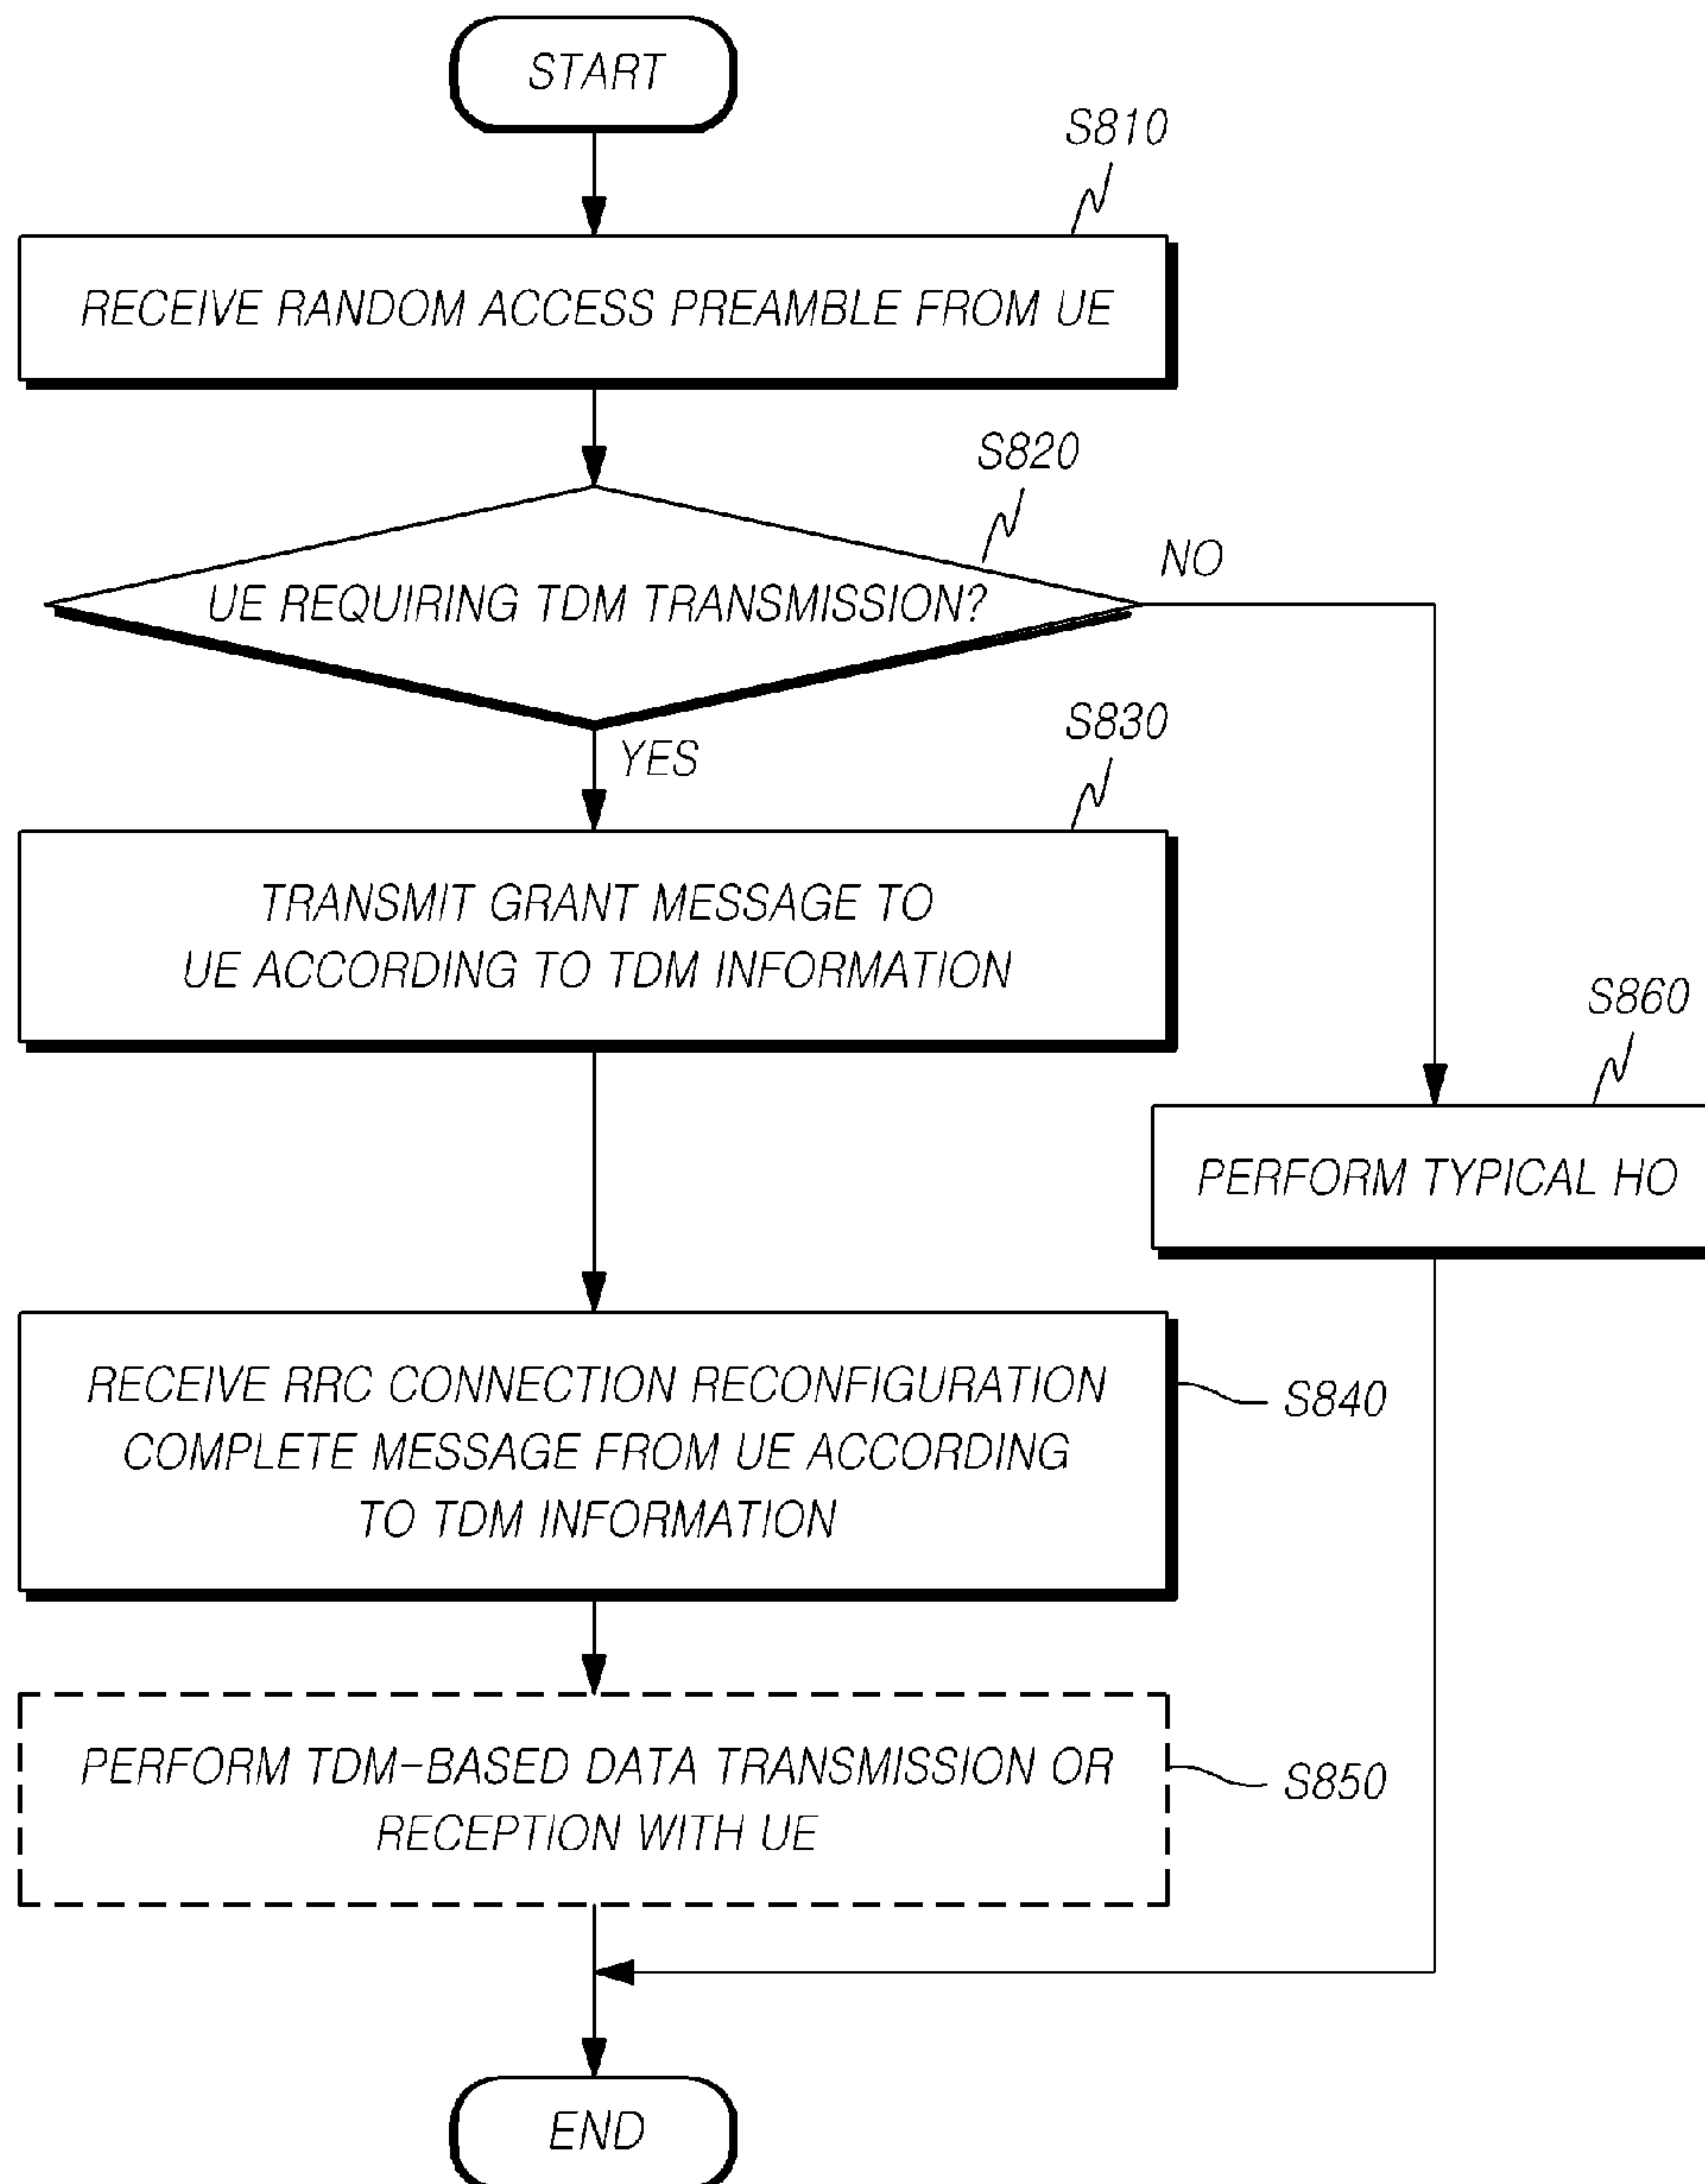 START
S810
RECEIVE RANDOM ACCESS PREAMBLE FROM UE
S820
UE REQUIRING TDM TRANSMISSION?
NO
YES
S830
TRANSMIT GRANT MESSAGE TO
UE ACCORDING TO TDM INFORMATION
S860
PERFORM TYPICAL HO
RECEIVE RRC CONNECTION RECONFIGURATION
COMPLETE MESSAGE FROM UE ACCORDING
TO TDM INFORMATION
S840
PERFORM TDM-BASED DATA TRANSMISSION OR
RECEPTION WITH UE
S850
END